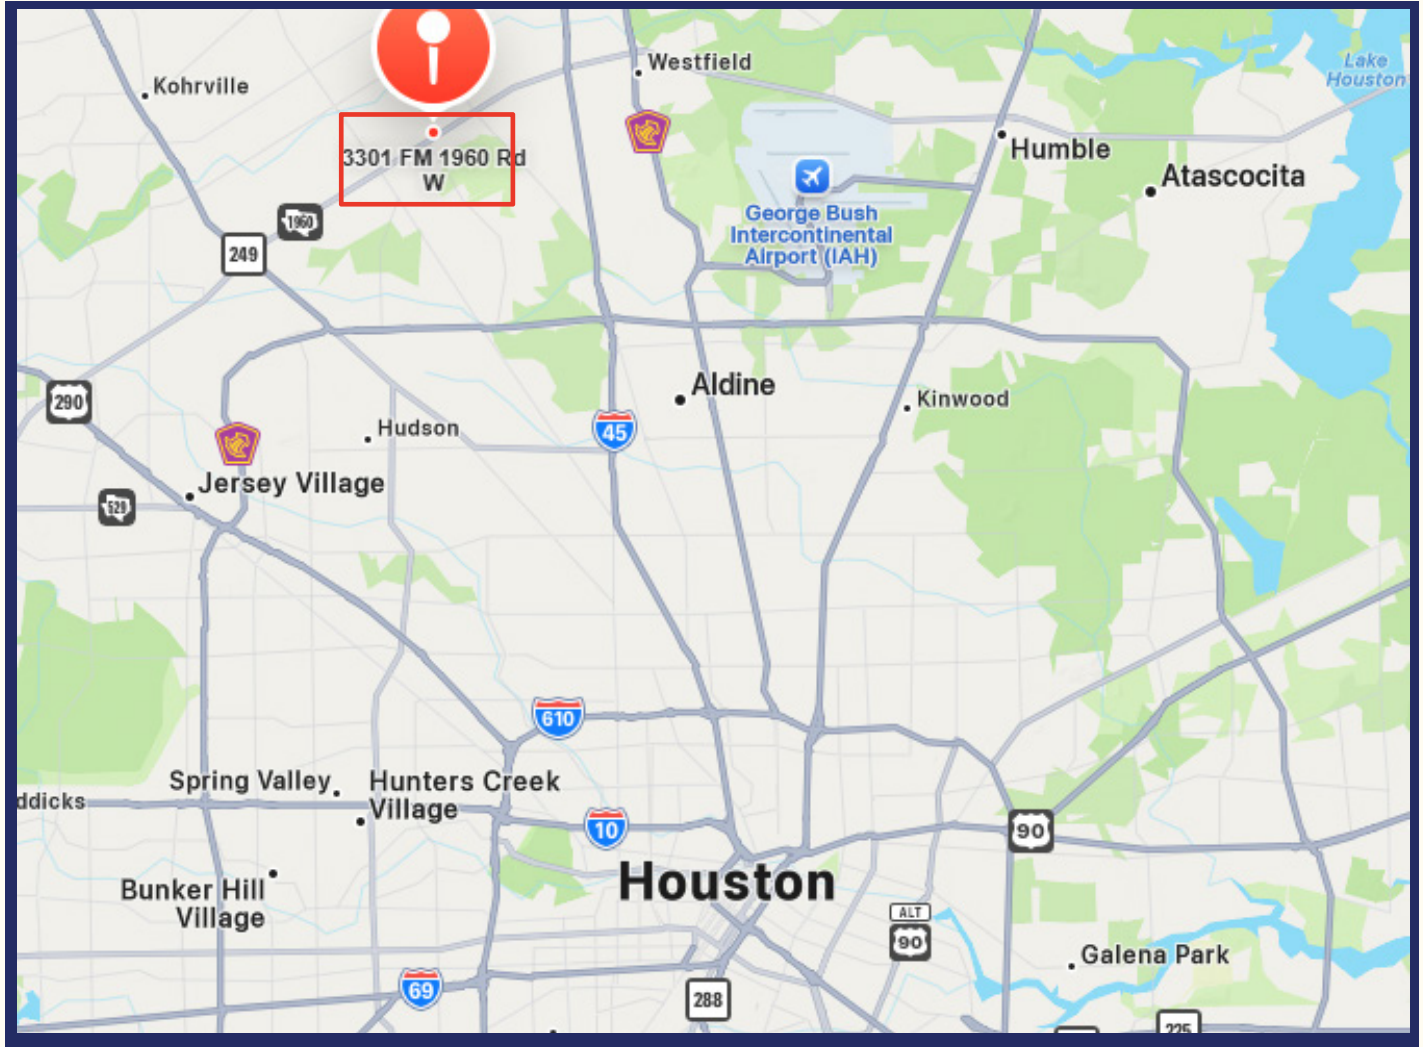 Westfield
Lake
Houston
Kohrville
3301 FM 1960 Rd
W
Humble
Atascocita
1960
249
George Bush
Intercontinental
Airport (IAH)
290
Aldine
Kinwood
45
Hudson
Jersey Village
529
610
Spring Valley
Hunters Creek
Village
ddicks
10
90
Houston
Bunker Hill
Village
ALT
90
Galena Park
69
288
225